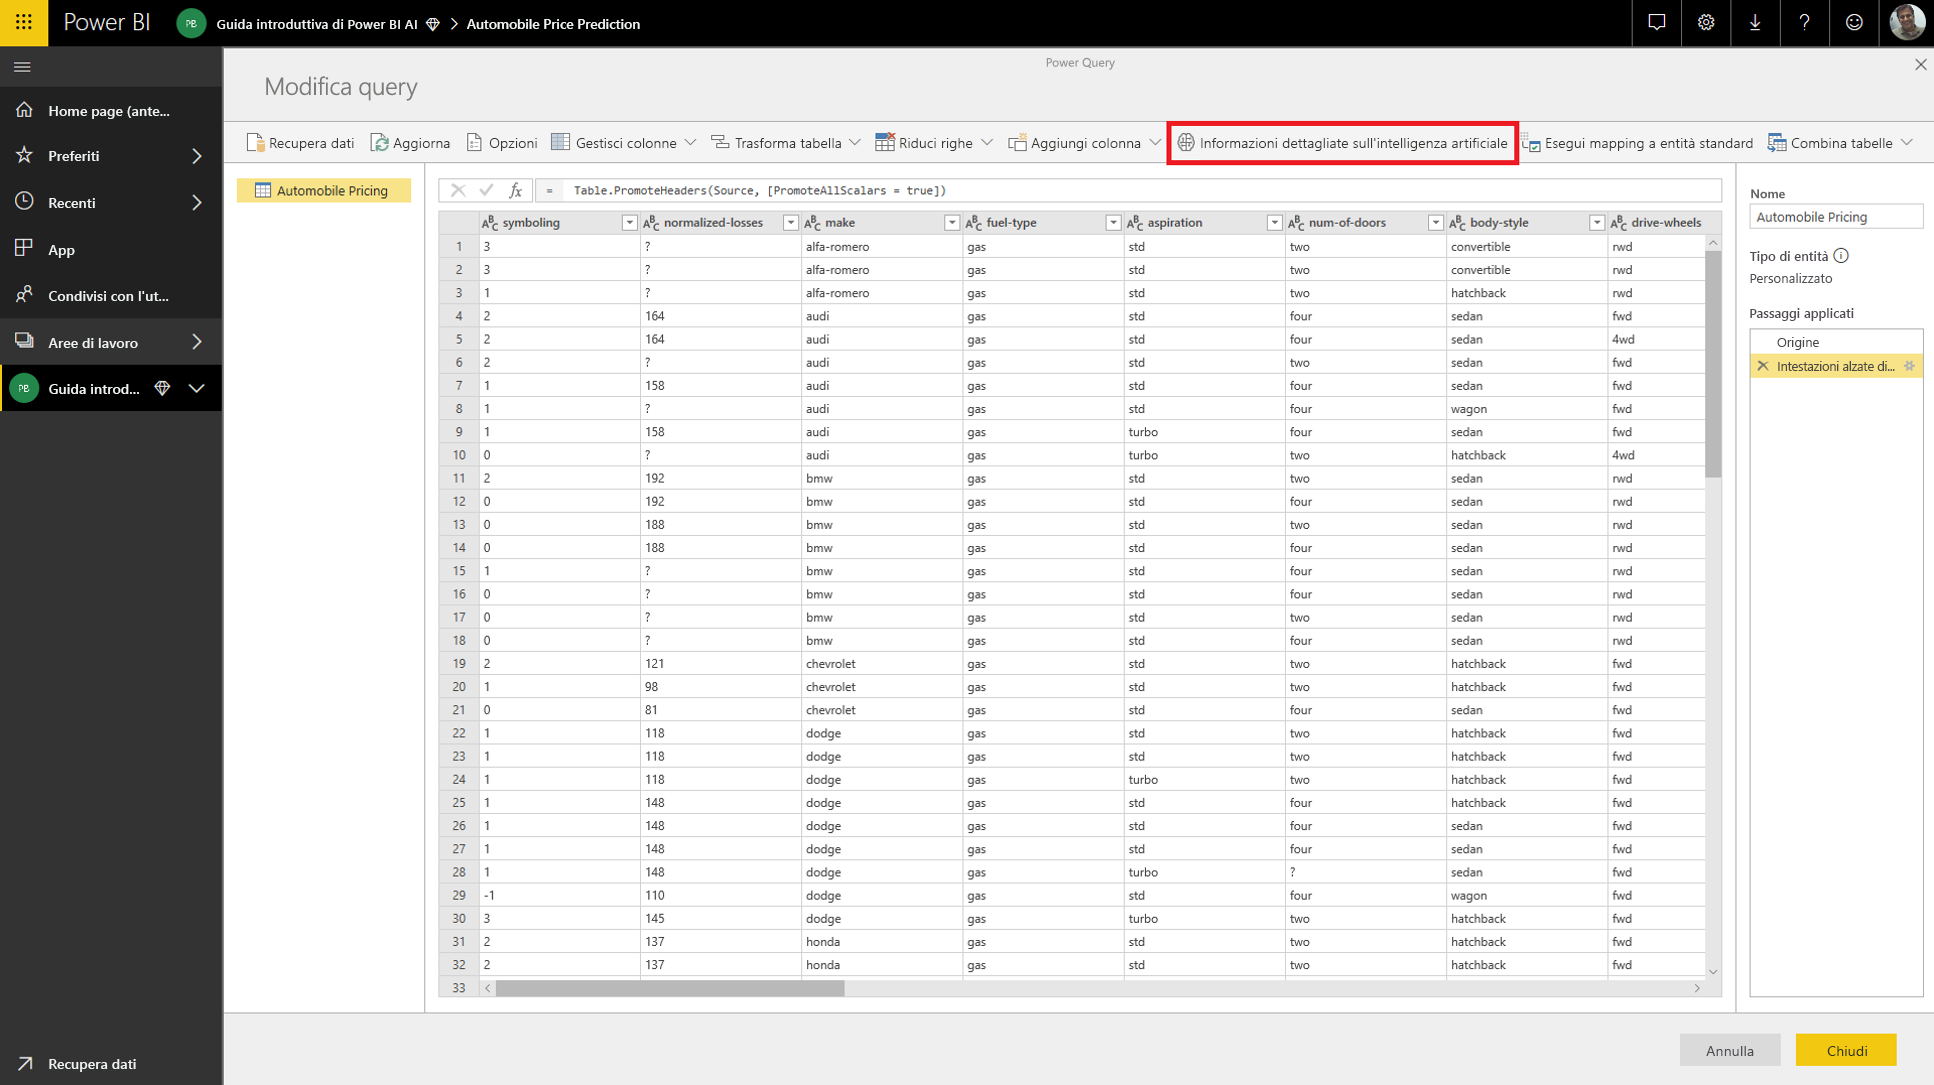 Power BI PB Guida introduttiva di Power BI AI > Automobile Price Prediction ?
Power Query
Modifica query
Home page (ante...
Preferiti
Recenti
App
Condivisi con l'ut...
Aree di lavoro
PB Guida introd...
Recupera dati
Recupera dati Aggiorna Opzioni Gestisci colonne Trasforma tabella Riduci righe Aggiungi colonna Informazioni dettagliate sull'intelligenza artificiale Esegui mapping a entità standard Combina tabelle
Automobile Pricing
fx = Table.PromoteHeaders(Source, [PromoteAllScalars = true])
ABC symboling ABC normalized-losses ABC make ABC fuel-type ABC aspiration ABC num-of-doors ABC body-style ABC drive-wheels
1 3 ? alfa-romero gas std two convertible rwd
2 3 ? alfa-romero gas std two convertible rwd
3 1 ? alfa-romero gas std two hatchback rwd
4 2 164 audi gas std four sedan fwd
5 2 164 audi gas std four sedan 4wd
6 2 ? audi gas std two sedan fwd
7 1 158 audi gas std four sedan fwd
8 1 ? audi gas std four wagon fwd
9 1 158 audi gas turbo four sedan fwd
10 0 ? audi gas turbo two hatchback 4wd
11 2 192 bmw gas std two sedan rwd
12 0 192 bmw gas std four sedan rwd
13 0 188 bmw gas std two sedan rwd
14 0 188 bmw gas std four sedan rwd
15 1 ? bmw gas std four sedan rwd
16 0 ? bmw gas std four sedan rwd
17 0 ? bmw gas std two sedan rwd
18 0 ? bmw gas std four sedan rwd
19 2 121 chevrolet gas std two hatchback fwd
20 1 98 chevrolet gas std two hatchback fwd
21 0 81 chevrolet gas std four sedan fwd
22 1 118 dodge gas std two hatchback fwd
23 1 118 dodge gas std two hatchback fwd
24 1 118 dodge gas turbo two hatchback fwd
25 1 148 dodge gas std four hatchback fwd
26 1 148 dodge gas std four sedan fwd
27 1 148 dodge gas std four sedan fwd
28 1 148 dodge gas turbo ? sedan fwd
29 -1 110 dodge gas std four wagon fwd
30 3 145 dodge gas turbo two hatchback fwd
31 2 137 honda gas std two hatchback fwd
32 2 137 honda gas std two hatchback fwd
33
Nome
Automobile Pricing
Tipo di entità
Personalizzato
Passaggi applicati
Origine
Intestazioni alzate di...
Annulla Chiudi